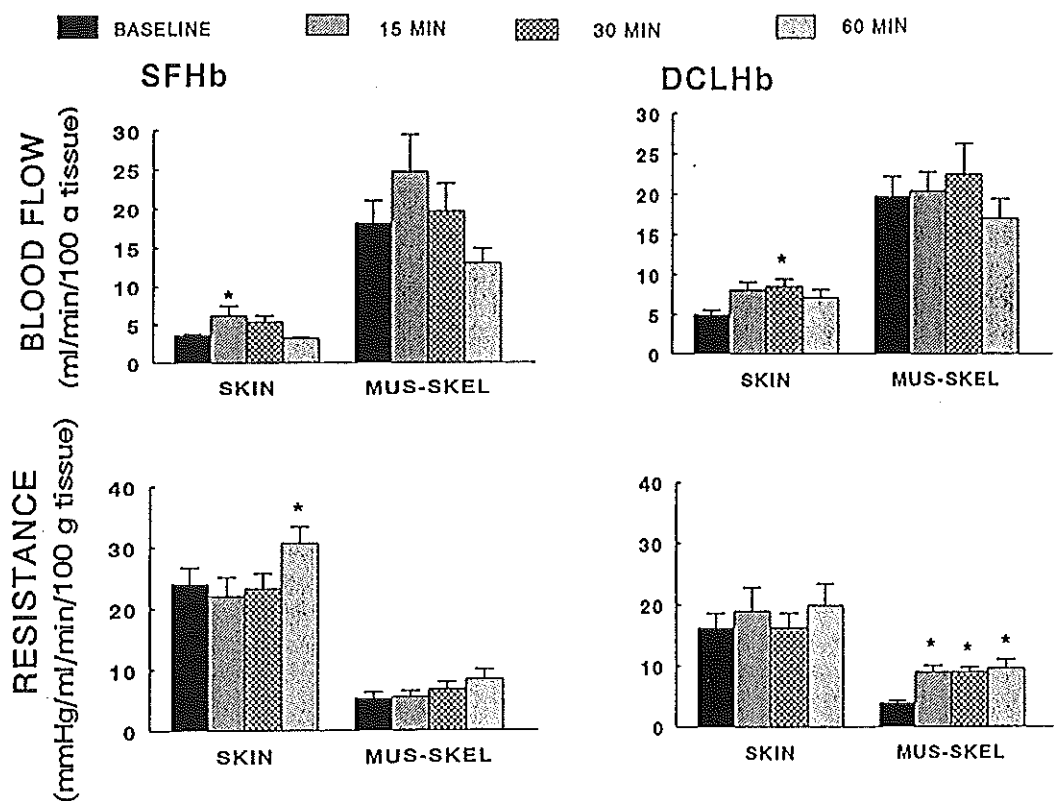 BASELINE 15 MIN 30 MIN 60 MIN
SFHb
BLOOD FLOW
(ml/min/100 a tissue)
30
25
20
15
10
5
0
*
SKIN MUS-SKEL
DCLHb
30
25
20
15
10
5
0
*
SKIN MUS-SKEL
RESISTANCE
(mmHg/ml/min/100 g tissue)
40
30
20
10
0
*
SKIN MUS-SKEL
40
30
20
10
0
* * *
SKIN MUS-SKEL